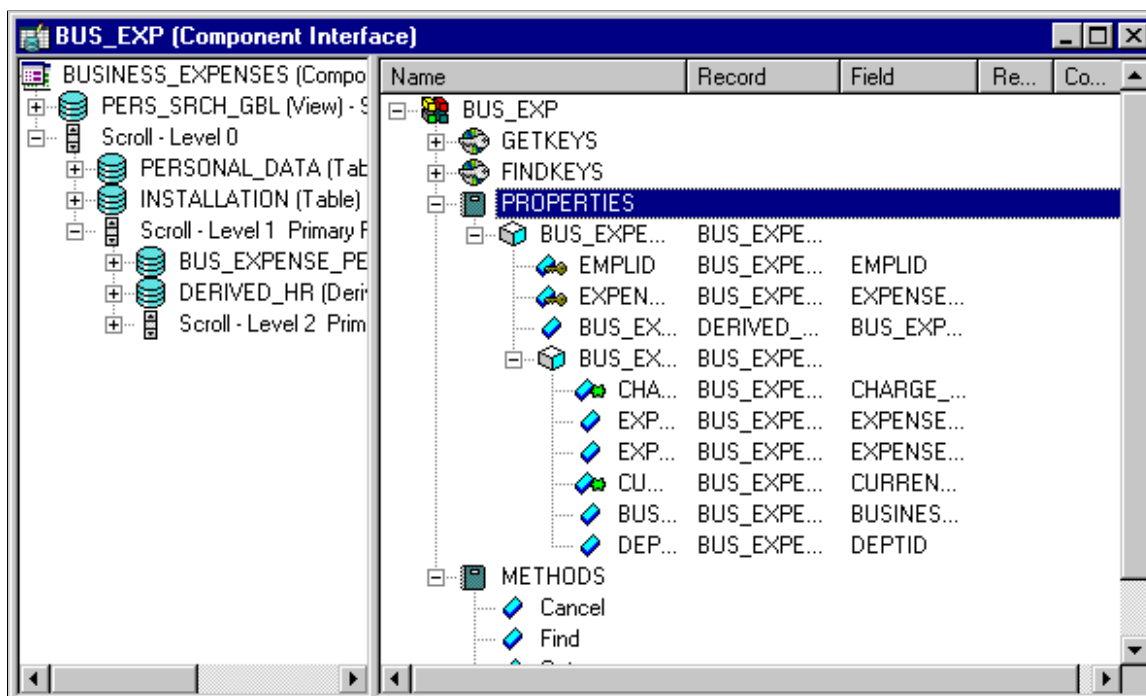 BUS_EXP (Component Interface)
BUSINESS_EXPENSES (Compo
PERS_SRCH_GBL (View) - S
Scroll - Level 0
PERSONAL_DATA (Tab
INSTALLATION (Table)
Scroll - Level 1 Primary F
BUS_EXPENSE_PE
DERIVED_HR (Deri
Scroll - Level 2 Prim
Name Record Field Re... Co...
BUS_EXP
GETKEYS
FINDKEYS
PROPERTIES
BUS_EXPE... BUS_EXPE...
EMPLID BUS_EXPE... EMPLID
EXPEN... BUS_EXPE... EXPENSE...
BUS_EX... DERIVED_... BUS_EXP...
BUS_EX... BUS_EXPE...
CHA... BUS_EXPE... CHARGE_...
EXP... BUS_EXPE... EXPENSE...
EXP... BUS_EXPE... EXPENSE...
CU... BUS_EXPE... CURREN...
BUS... BUS_EXPE... BUSINES...
DEP... BUS_EXPE... DEPTID
METHODS
Cancel
Find